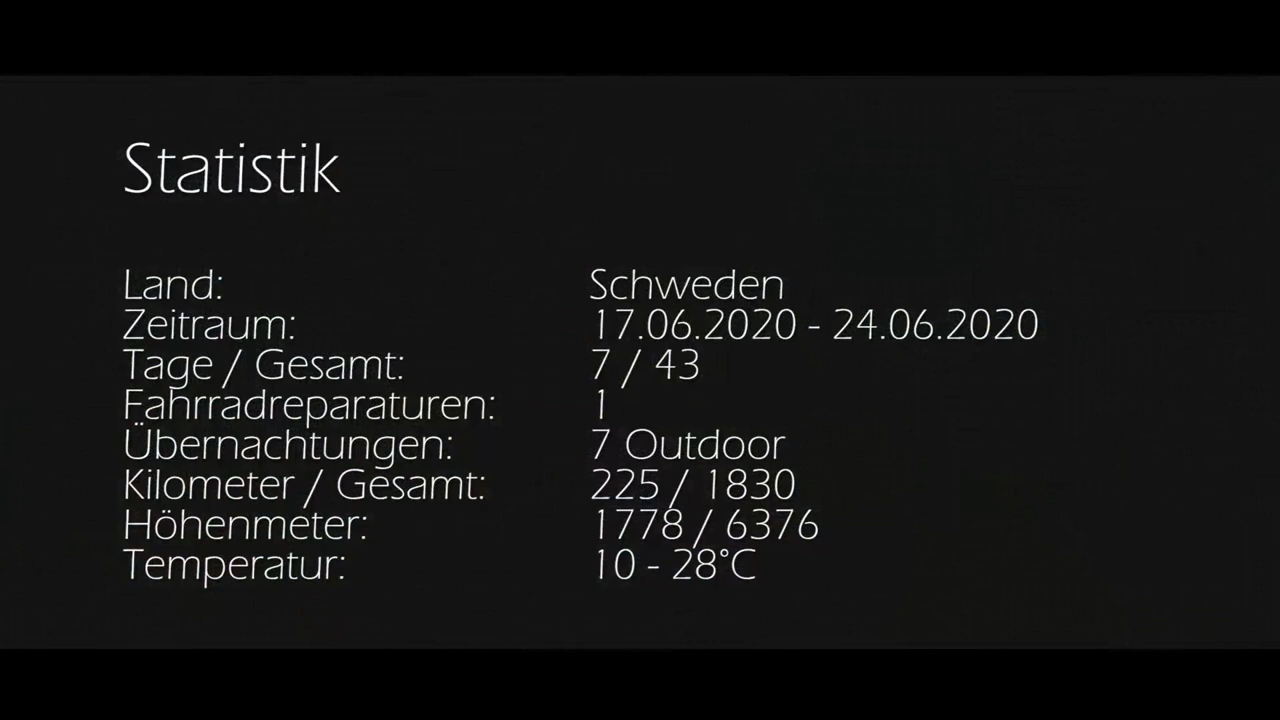 Statistik
Land: Schweden
Zeitraum: 17.06.2020 - 24.06.2020
Tage / Gesamt: 7 / 43
Fahrradreparaturen: 1
Übernachtungen: 7 Outdoor
Kilometer / Gesamt: 225 / 1830
Höhenmeter: 1778 / 6376
Temperatur: 10 - 28°C